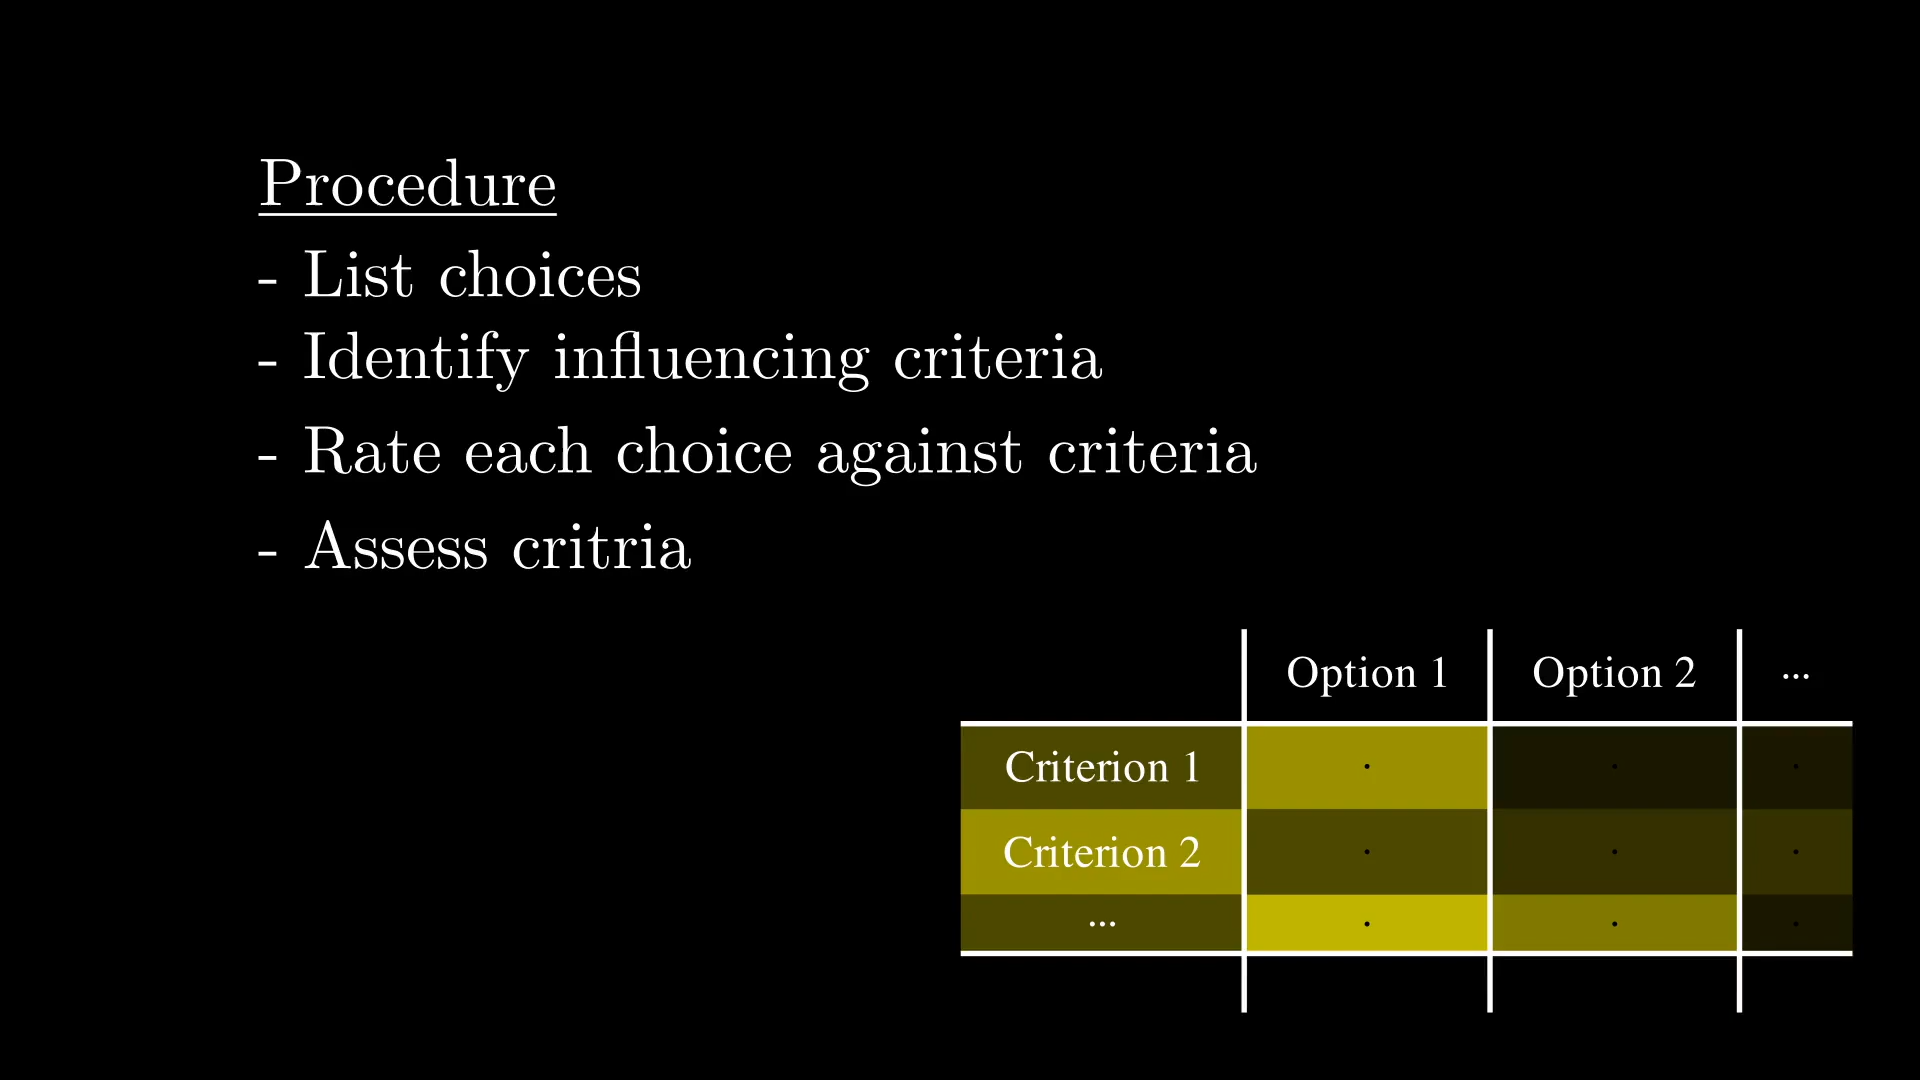 Procedure
- List choices
- Identify influencing criteria
- Rate each choice against criteria
- Assess critria
Option 1 Option 2 ...
Criterion 1 . . .
Criterion 2 . . .
... . . .